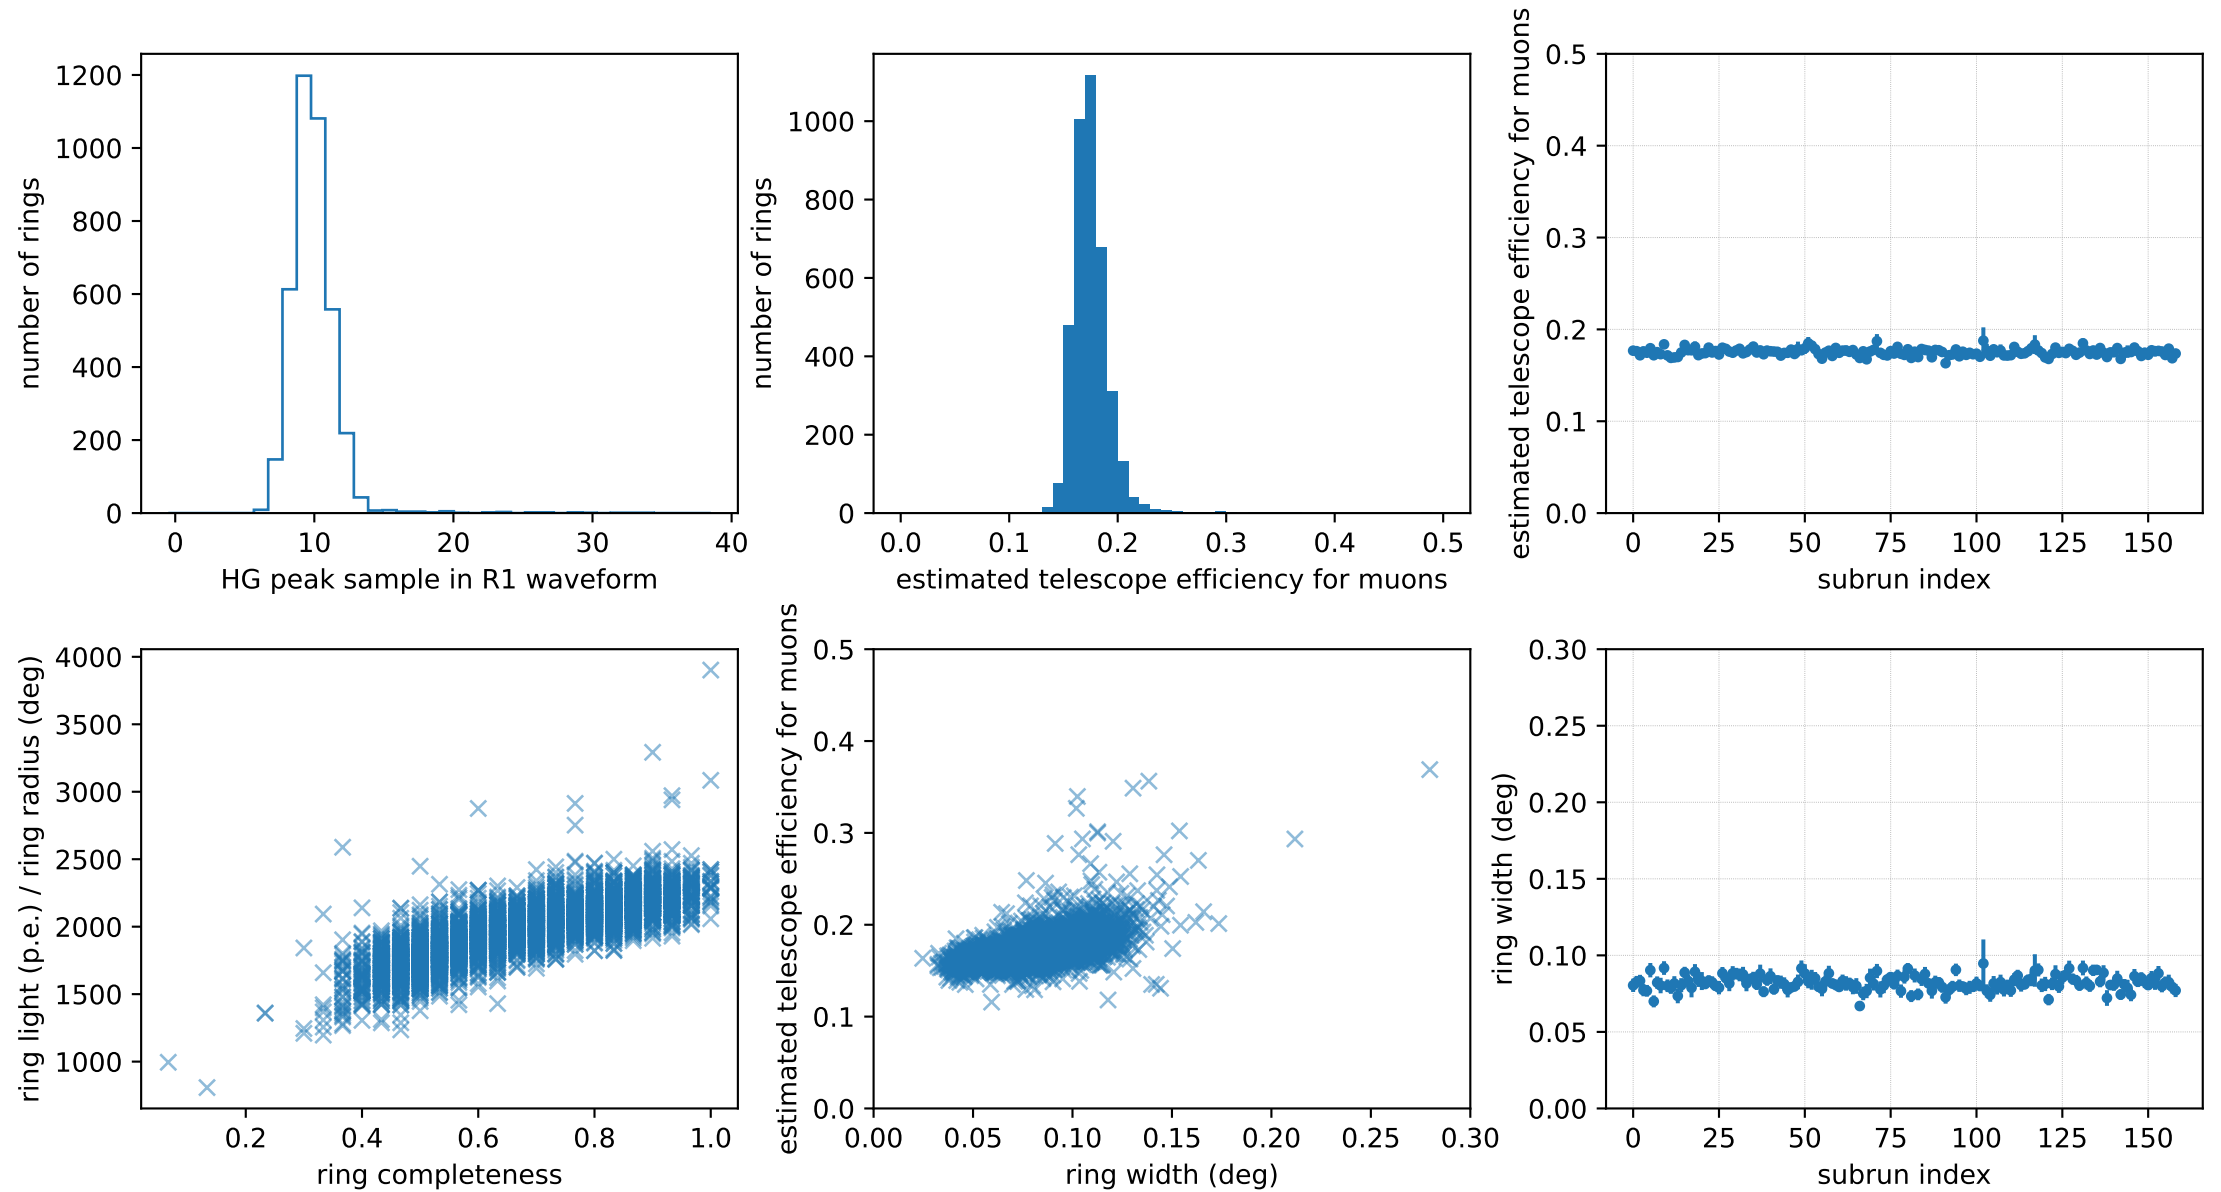 number of rings
1200
1000
800
600
400
200
0
0 10 20 30 40
HG peak sample in R1 waveform
number of rings
1000
800
600
400
200
0
0.0 0.1 0.2 0.3 0.4 0.5
estimated telescope efficiency for muons
estimated telescope efficiency for muons
0.5
0.4
0.3
0.2
0.1
0.0
0 25 50 75 100 125 150
subrun index
ring light (p.e.) / ring radius (deg)
4000
3500
3000
2500
2000
1500
1000
0.2 0.4 0.6 0.8 1.0
ring completeness
estimated telescope efficiency for muons
0.5
0.4
0.3
0.2
0.1
0.0
0.00 0.05 0.10 0.15 0.20 0.25 0.30
ring width (deg)
ring width (deg)
0.30
0.25
0.20
0.15
0.10
0.05
0.00
0 25 50 75 100 125 150
subrun index